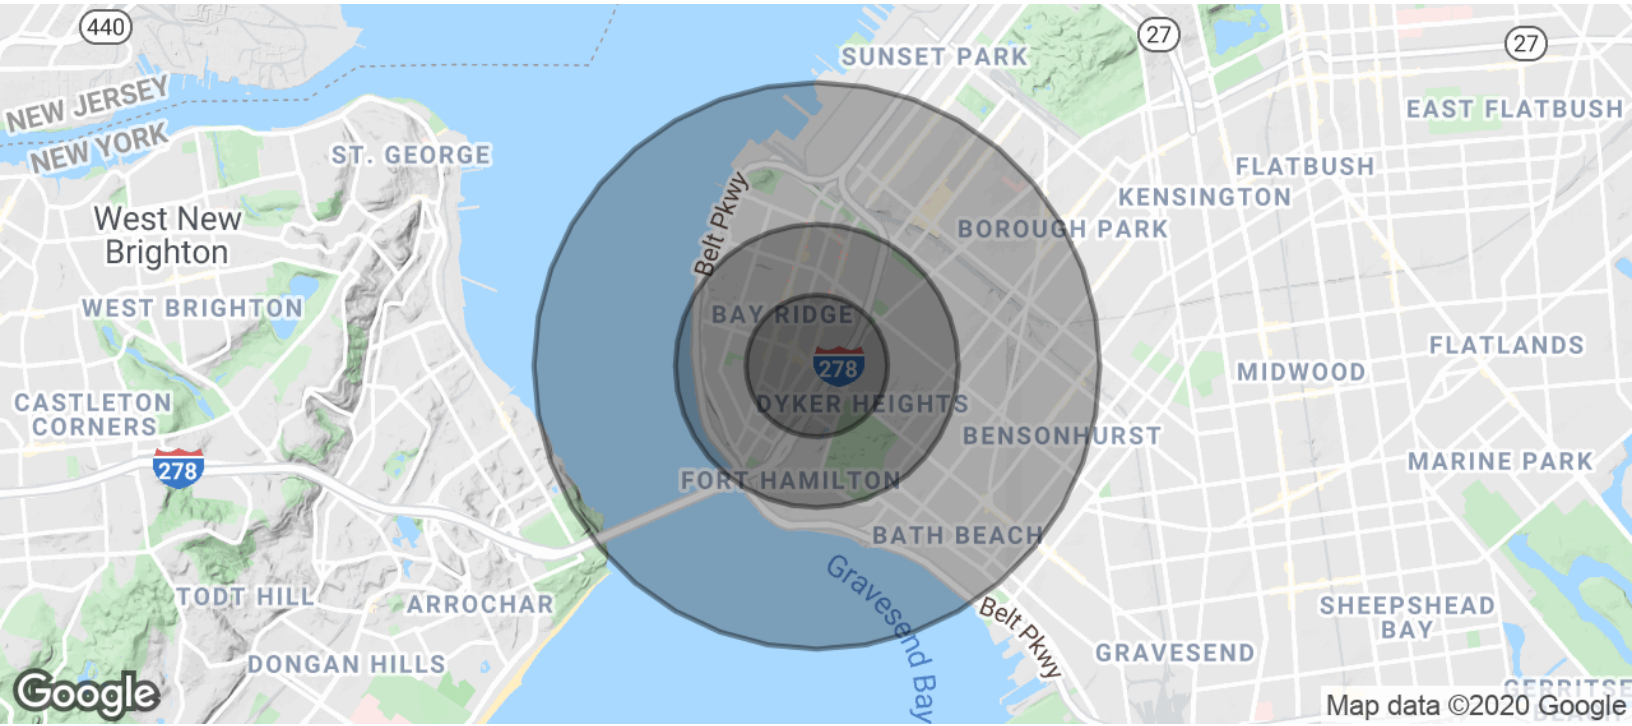 440
27
27
SUNSET PARK
NEW JERSEY
NEW YORK
EAST FLATBUSH
ST. GEORGE
FLATBUSH
KENSINGTON
West New
Brighton
Belt Pkwy
BOROUGH PARK
WEST BRIGHTON
BAY RIDGE
FLATLANDS
278
MIDWOOD
CASTLETON
CORNERS
DYKER HEIGHTS
BENSONHURST
278
MARINE PARK
FORT HAMILTON
BATH BEACH
Gravesend Bay
TODT HILL
ARROCHAR
Belt Pkwy
SHEEPSHEAD
BAY
DONGAN HILLS
GRAVESEND
Google
GERRITSE
Map data ©2020 Google